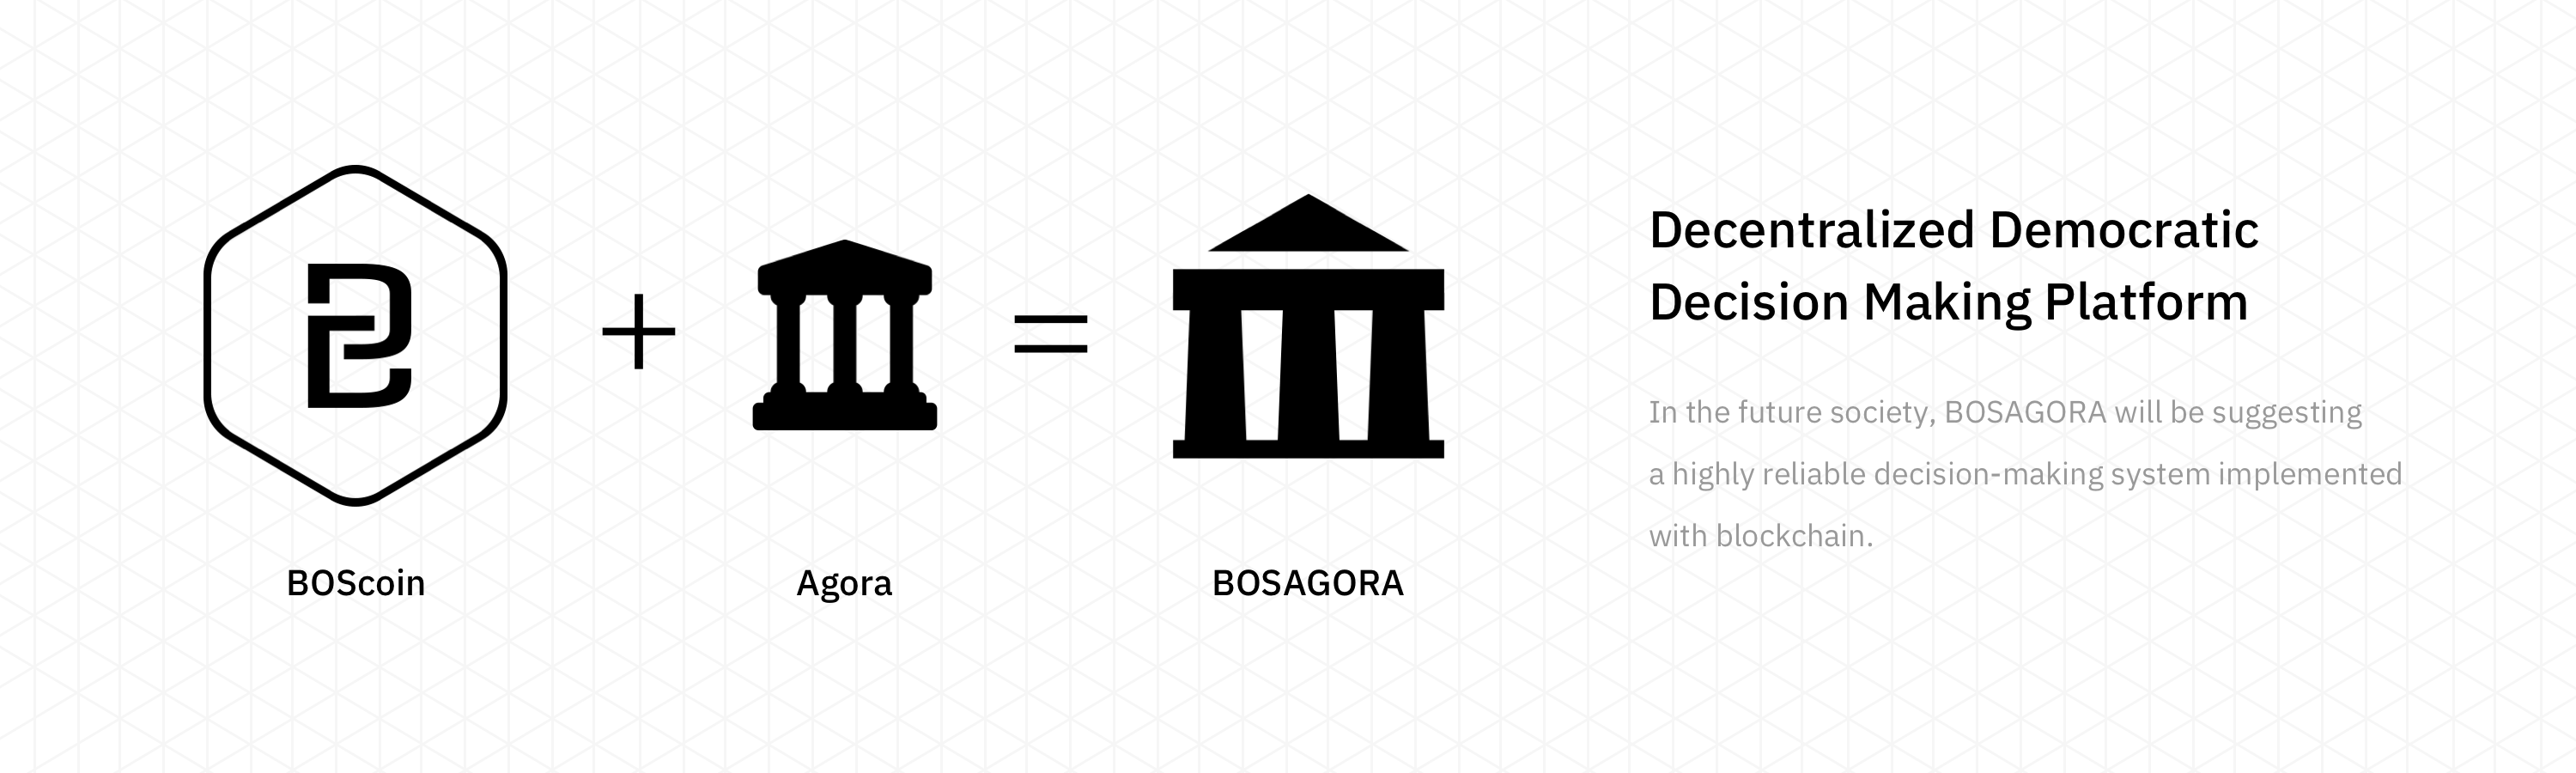 BOScoin
+
Agora
=
BOSAGORA
Decentralized Democratic
Decision Making Platform
In the future society, BOSAGORA will be suggesting
a highly reliable decision-making system implemented
with blockchain.